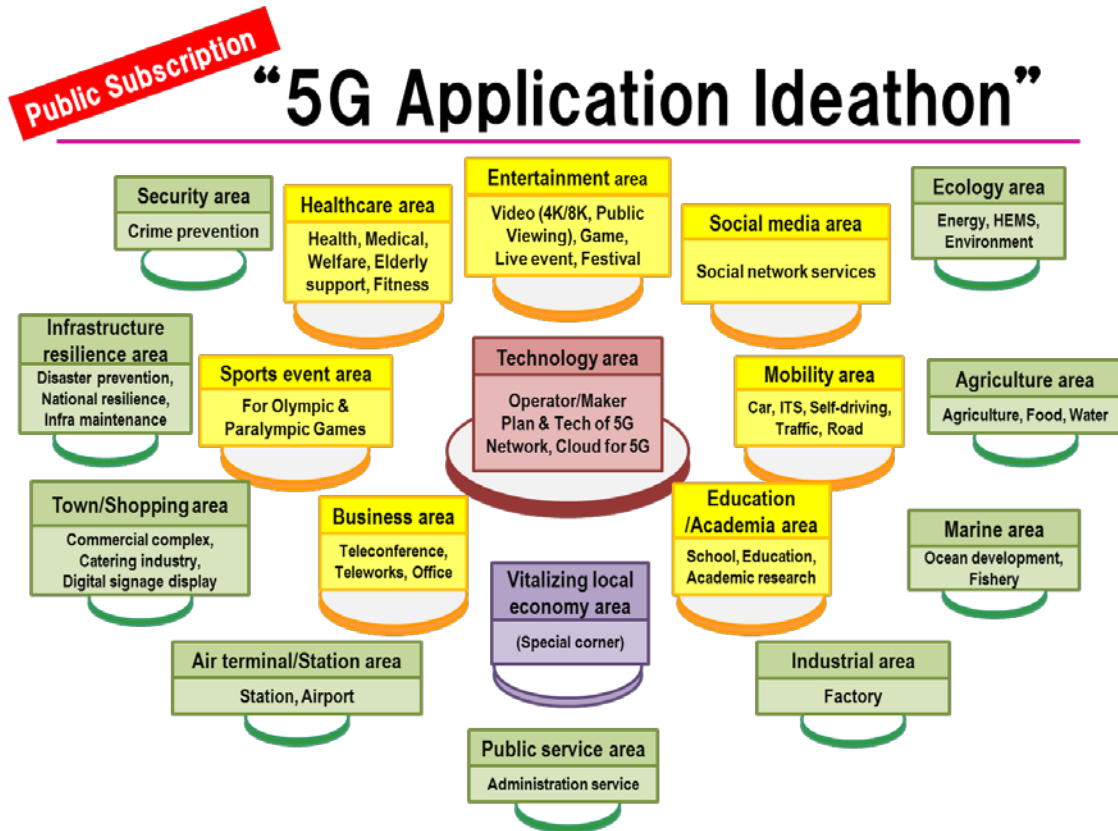 Public Subscription
“5G Application Ideathon”
Security area
Crime prevention
Healthcare area
Health, Medical,
Welfare, Elderly
support, Fitness
Entertainment area
Video (4K/8K, Public
Viewing), Game,
Live event, Festival
Social media area
Social network services
Ecology area
Energy, HEMS,
Environment
Infrastructure
resilience area
Disaster prevention,
National resilience,
Infra maintenance
Sports event area
For Olympic &
Paralympic Games
Technology area
Operator/Maker
Plan & Tech of 5G
Network, Cloud for 5G
Mobility area
Car, ITS, Self-driving,
Traffic, Road
Agriculture area
Agriculture, Food, Water
Town/Shopping area
Commercial complex,
Catering industry,
Digital signage display
Business area
Teleconference,
Teleworks, Office
Vitalizing local
economy area
(Special corner)
Education
/Academia area
School, Education,
Academic research
Marine area
Ocean development,
Fishery
Air terminal/Station area
Station, Airport
Industrial area
Factory
Public service area
Administration service